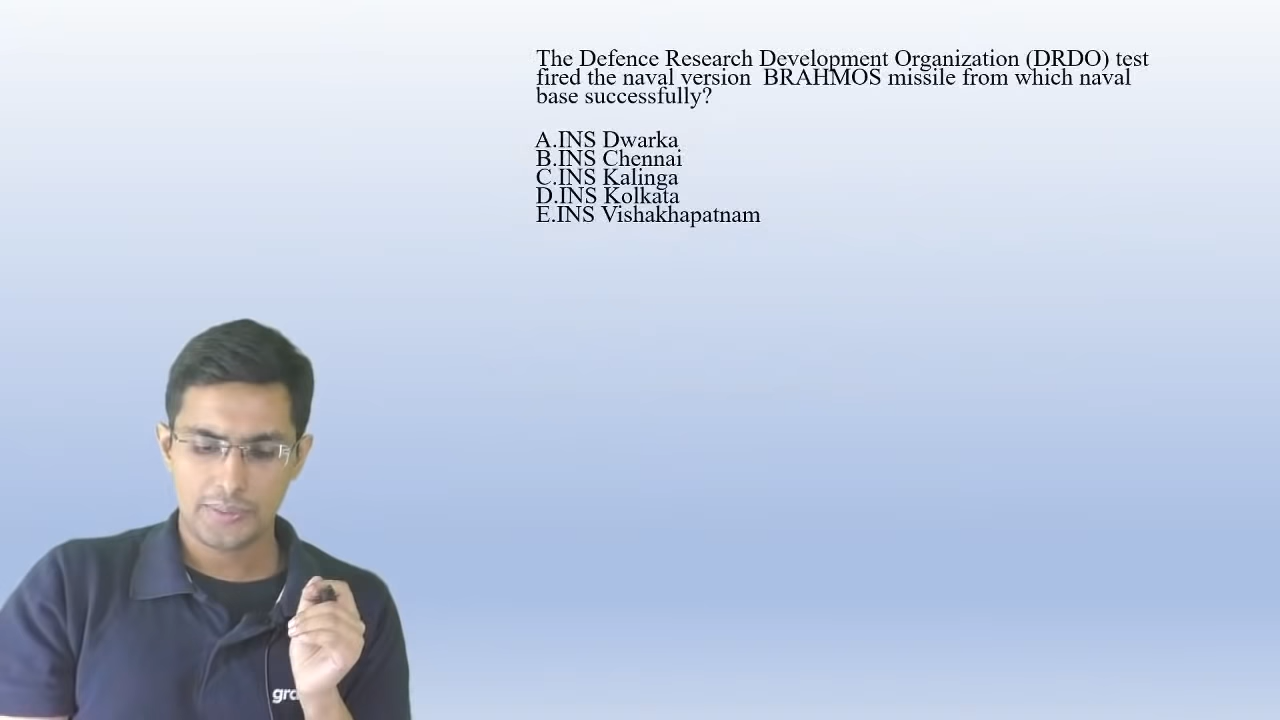 The Defence Research Development Organization (DRDO) test
fired the naval version  BRAHMOS missile from which naval
base successfully?
A.INS Dwarka
B.INS Chennai
C.INS Kalinga
D.INS Kolkata
E.INS Vishakhapatnam